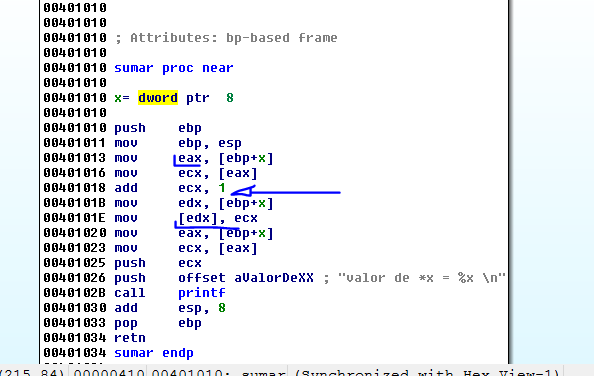 00401010
00401010
00401010
00401010 ; Attributes: bp-based frame
00401010
00401010 sumar proc near
00401010
00401010 x= dword ptr 8
00401010
00401010 push ebp
00401011 mov ebp, esp
00401013 mov eax, [ebp+x]
00401016 mov ecx, [eax]
00401018 add ecx, 1
0040101B mov edx, [ebp+x]
0040101E mov [edx], ecx
00401020 mov eax, [ebp+x]
00401023 mov ecx, [eax]
00401025 push ecx
00401026 push offset aValorDeXX ; "valor de *x = %x \n"
0040102B call printf
00401030 add esp, 8
00401033 pop ebp
00401034 retn
00401034 sumar endp
(215,84) 00000410 00401010: sumar (Synchronized with Hex View-1)